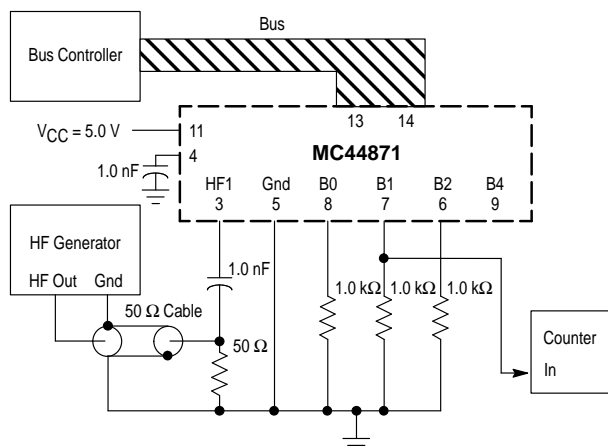 Bus
Bus Controller
13 14
VCC = 5.0 V
11
MC44871
4
1.0 nF
HF1 Gnd B0 B1 B2 B4
3 5 8 7 6 9
HF Generator
HF Out Gnd
1.0 nF
50 Ω Cable
1.0 kΩ 1.0 kΩ 1.0 kΩ
50 Ω
Counter
In